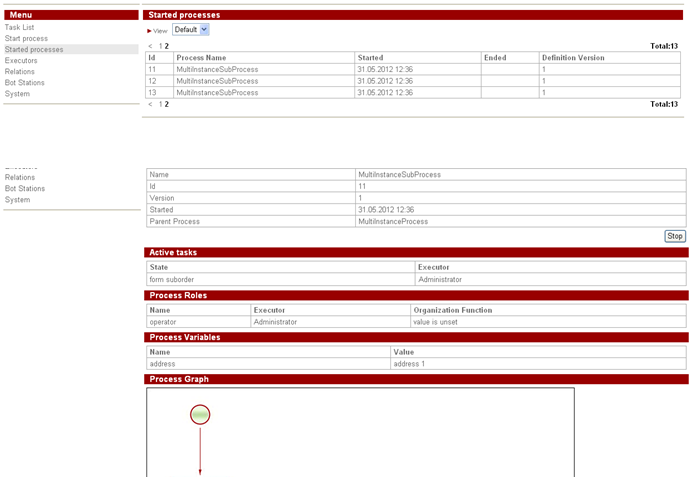 Menu
Task List
Start process
Started processes
Executors
Relations
Bot Stations
System
Started processes
View Default
< 1 2 Total:13
Id Process Name Started Ended Definition Version
11 MultiInstanceSubProcess 31.05.2012 12:36 1
12 MultiInstanceSubProcess 31.05.2012 12:36 1
13 MultiInstanceSubProcess 31.05.2012 12:36 1
< 1 2 Total:13
Relations
Bot Stations
System
Name MultiInstanceSubProcess
Id 11
Version 1
Started 31.05.2012 12:36
Parent Process MultiInstanceProcess
Stop
Active tasks
State Executor
form suborder Administrator
Process Roles
Name Executor Organization Function
operator Administrator value is unset
Process Variables
Name Value
address address 1
Process Graph